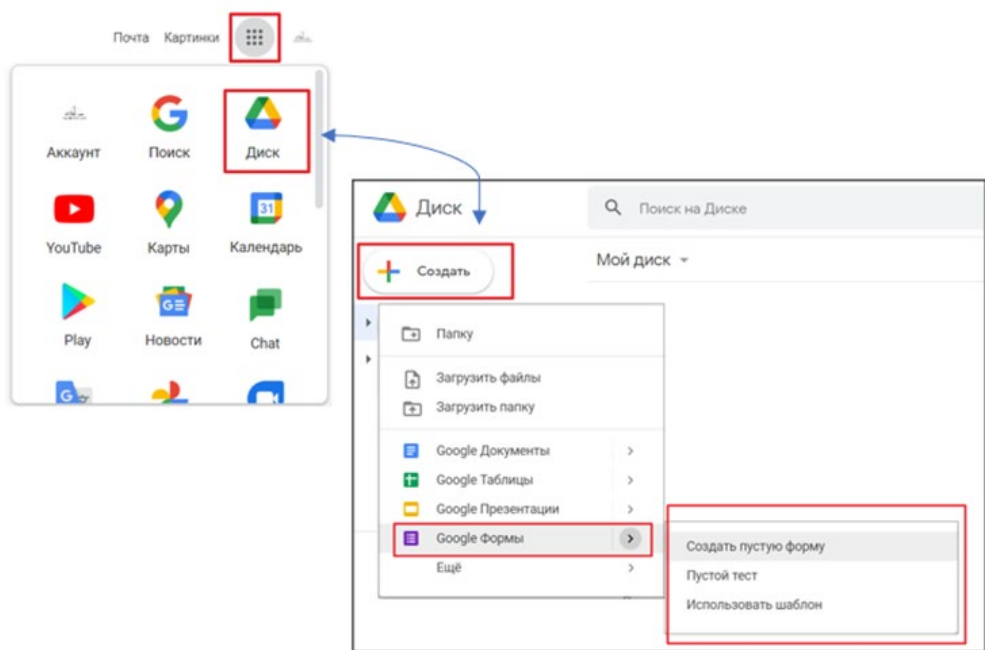 Почта Картинки
Аккаунт Поиск Диск
31
YouTube Карты Календарь
Play Новости Chat
Диск
Поиск на Диске
Создать
Мой диск
Папку
Загрузить файлы
Загрузить папку
Google Документы
Google Таблицы
Google Презентации
Google Формы
Ещё
Создать пустую форму
Пустой тест
Использовать шаблон